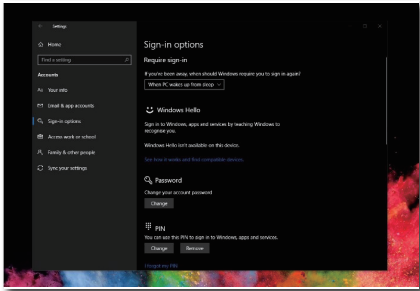 Settings
Home
Find a setting
Accounts
Your info
Email & app accounts
Sign-in options
Access work or school
Family & other people
Sync your settings
Sign-in options
Require sign-in
If you've been away, when should Windows require you to sign in again?
When PC wakes up from sleep
Windows Hello
Sign in to Windows, apps and services by teaching Windows to
recognize you.
Windows Hello isn't available on this device.
See how it works and find compatible devices.
Password
Change your account password
Change
PIN
You can use this PIN to sign in to Windows, apps, and services.
Change Remove
I forgot my PIN